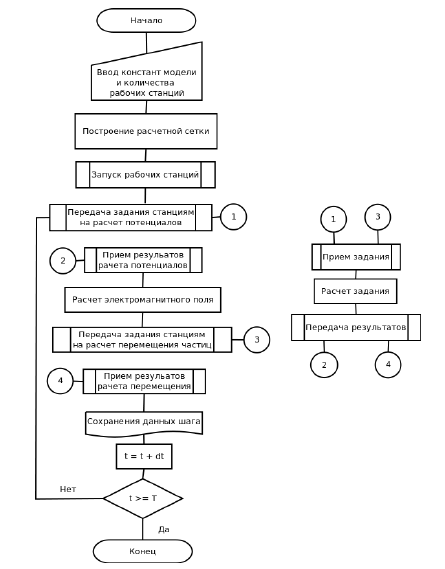 Начало
Ввод констант модели
и количества
рабочих станций
Построение расчетной сетки
Запуск рабочих станций
Передача задания станциям
на расчет потенциалов
1
2
Прием резульатов
рачета потенциалов
Расчет электромагнитного поля
Передача задания станциям
на расчет перемещения частиц
3
4
Прием резульатов
рачета перемещения
Сохранения данных шага
t = t + dt
t >= T
Нет
Да
Конец
1
3
Прием задания
Расчет задания
Передача результатов
2
4